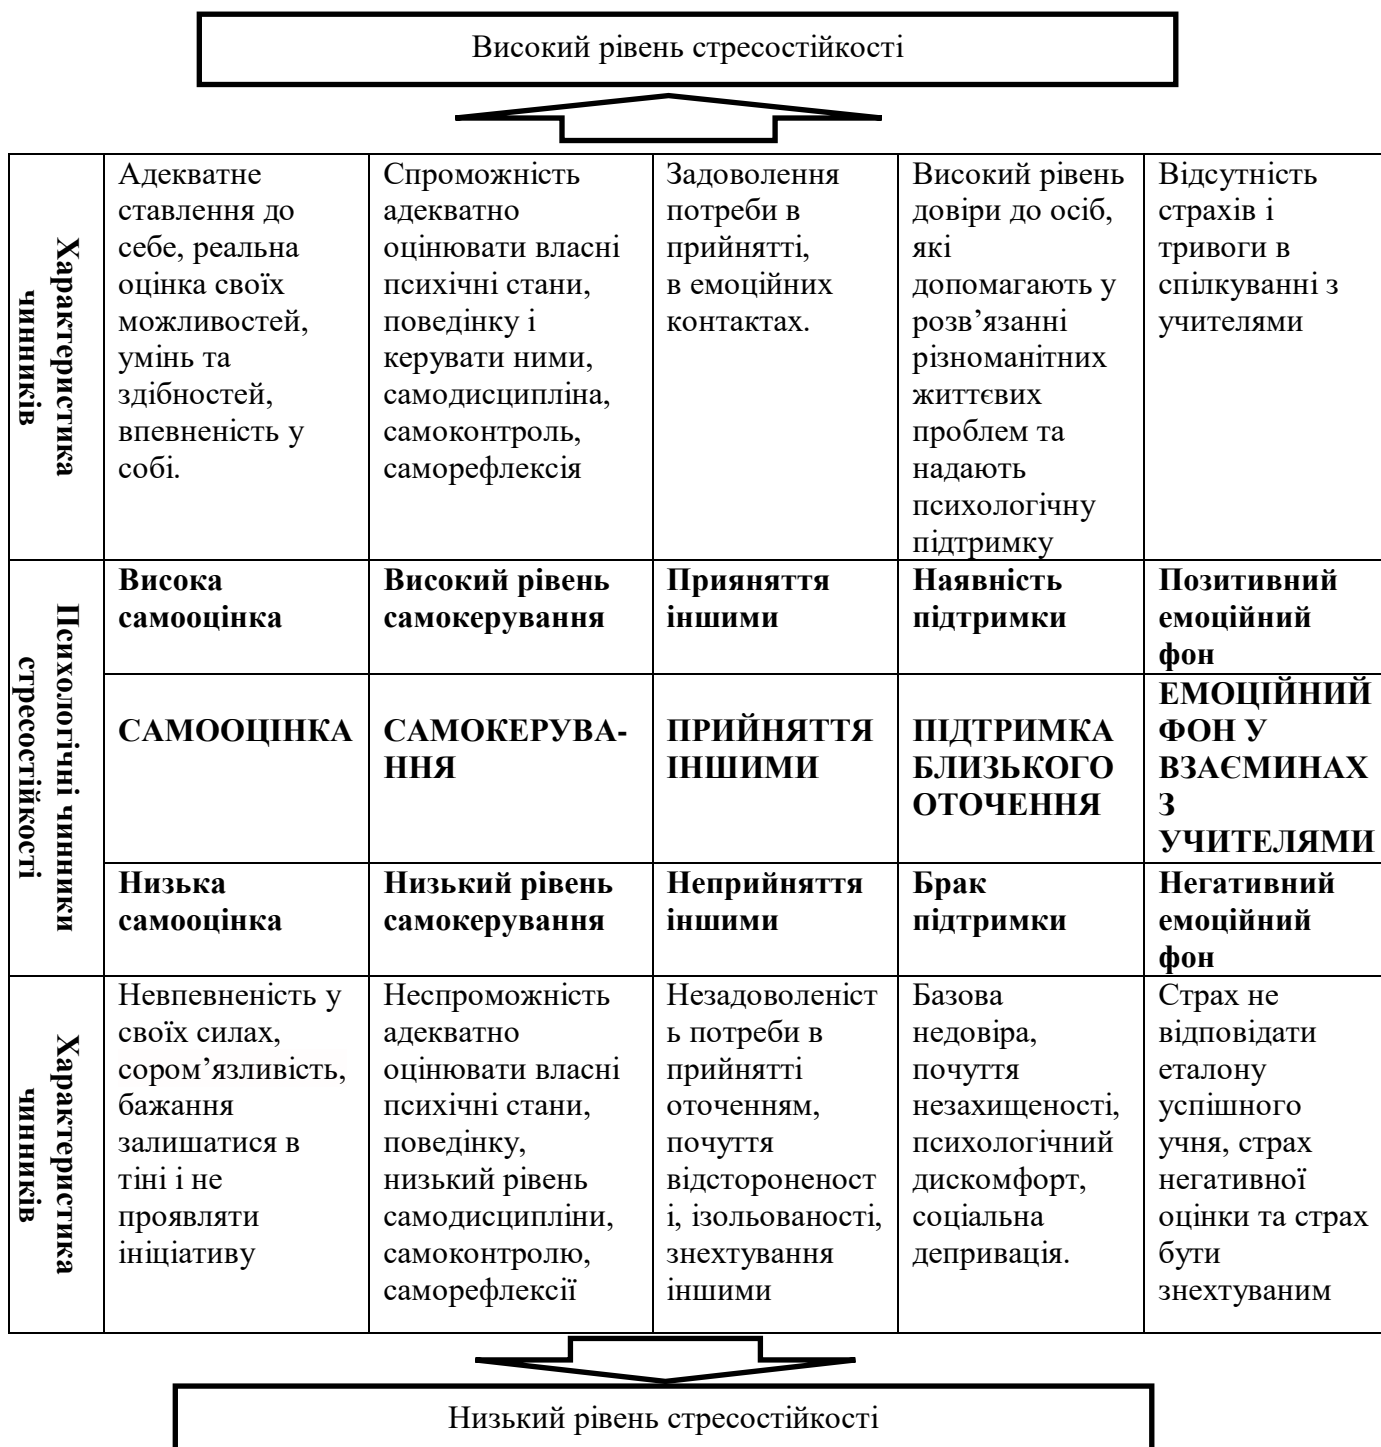 Високий рівень стресостійкості
Характеристика
чинників
Адекватне
ставлення до
себе, реальна
оцінка своїх
можливостей,
умінь та
здібностей,
впевненість у
собі.
Спроможність
адекватно
оцінювати власні
психічні стани,
поведінку і
керувати ними,
самодисципліна,
самоконтроль,
саморефлексія
Задоволення
потреби в
прийнятті,
в емоційних
контактах.
Високий рівень
довіри до осіб,
які
допомагають у
розв’язанні
різноманітних
життєвих
проблем та
надають
психологічну
підтримку
Відсутність
страхів і
тривоги в
спілкуванні з
учителями
Психологічні чинники
стресостійкості
Висока
самооцінка
Високий рівень
самокерування
Прияняття
іншими
Наявність
підтримки
Позитивний
емоційний
фон
САМООЦІНКА
САМОКЕРУВА-
ННЯ
ПРИЙНЯТТЯ
ІНШИМИ
ПІДТРИМКА
БЛИЗЬКОГО
ОТОЧЕННЯ
ЕМОЦІЙНИЙ
ФОН У
ВЗАЄМИНАХ
З
УЧИТЕЛЯМИ
Низька
самооцінка
Низький рівень
самокерування
Неприйняття
іншими
Брак
підтримки
Негативний
емоційний
фон
Характеристика
чинників
Невпевненість у
своїх силах,
сором’язливість,
бажання
залишатися в
тіні і не
проявляти
ініціативу
Неспроможність
адекватно
оцінювати власні
психічні стани,
поведінку,
низький рівень
самодисципліни,
самоконтролю,
саморефлексії
Незадоволеніст
ь потреби в
прийнятті
оточенням,
почуття
відстороненост
і, ізольованості,
знехтування
іншими
Базова
недовіра,
почуття
незахищеності,
психологічний
дискомфорт,
соціальна
депривація.
Страх не
відповідати
еталону
успішного
учня, страх
негативної
оцінки та страх
бути
знехтуваним
Низький рівень стресостійкості